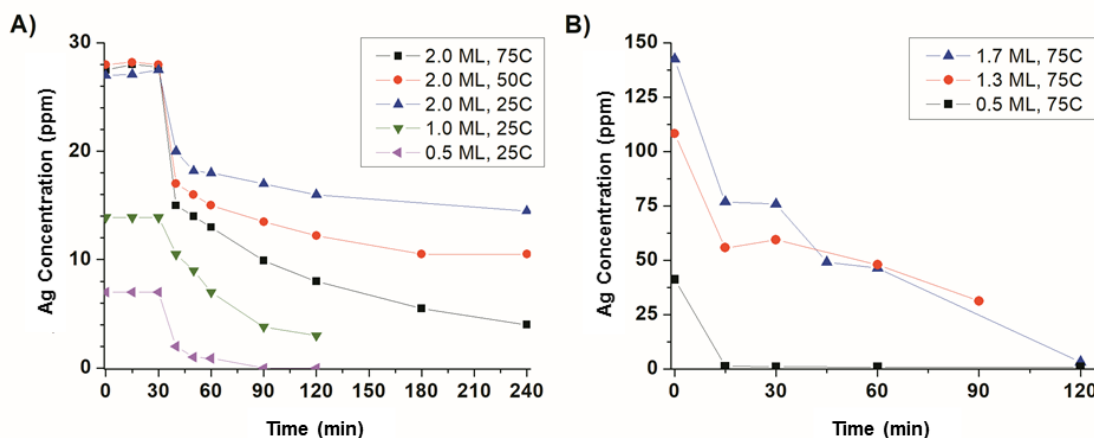 A)
Ag Concentration (ppm)
30
20
10
0
2.0 ML, 75C
2.0 ML, 50C
2.0 ML, 25C
1.0 ML, 25C
0.5 ML, 25C
0 30 60 90 120 150 180 210 240
Time (min)
B)
Ag Concentration (ppm)
150
125
100
75
50
25
0
1.7 ML, 75C
1.3 ML, 75C
0.5 ML, 75C
0 30 60 90 120
Time (min)